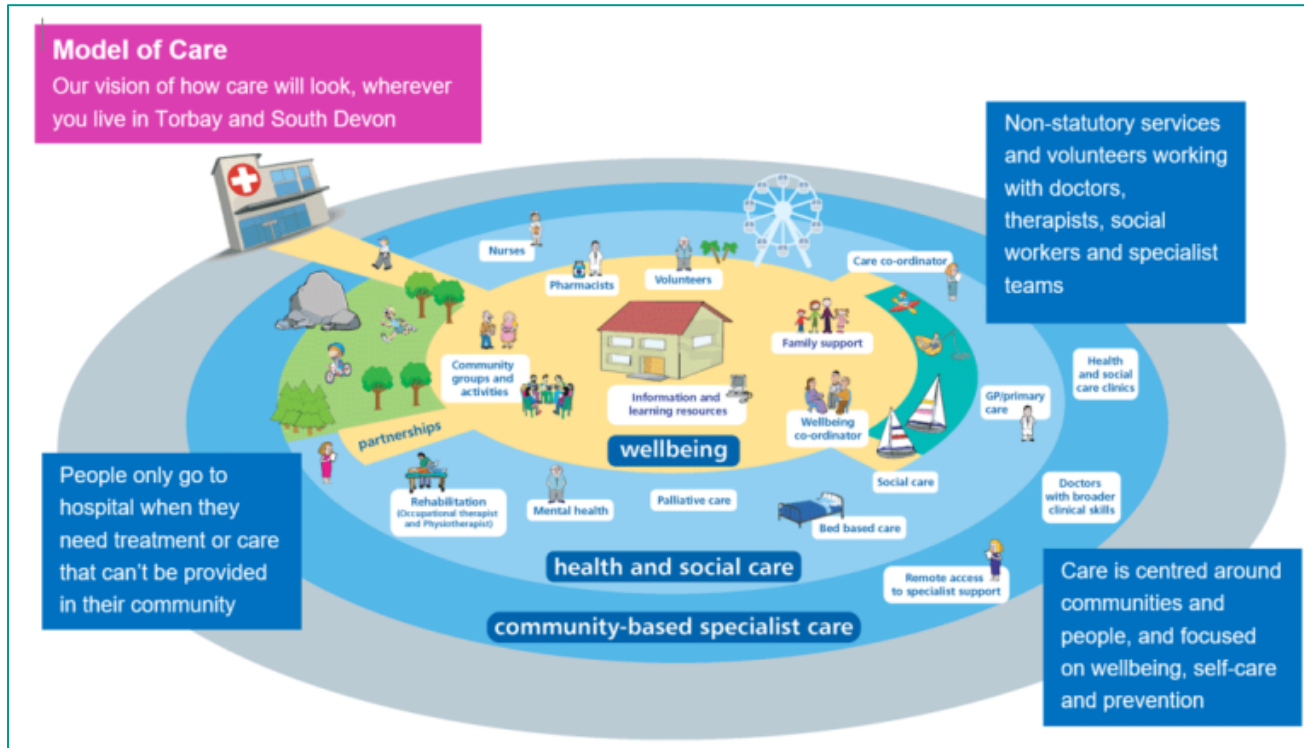 Model of Care
Our vision of how care will look, wherever
you live in Torbay and South Devon
Non-statutory services
and volunteers working
with doctors,
therapists, social
workers and specialist
teams
Nurses
Pharmacists
Volunteers
Care co-ordinator
Family support
Community
groups and
activities
Information and
learning resources
Wellbeing
co-ordinator
GP/primary
care
Health
and social
care clinics
partnerships
wellbeing
Social care
Rehabilitation
(Occupational therapist
and Physiotherapist)
Mental health
Palliative care
Bed based care
Doctors
with broader
clinical skills
health and social care
Remote access
to specialist support
community-based specialist care
People only go to
hospital when they
need treatment or care
that can't be provided
in their community
Care is centred around
communities and
people, and focused
on wellbeing, self-care
and prevention